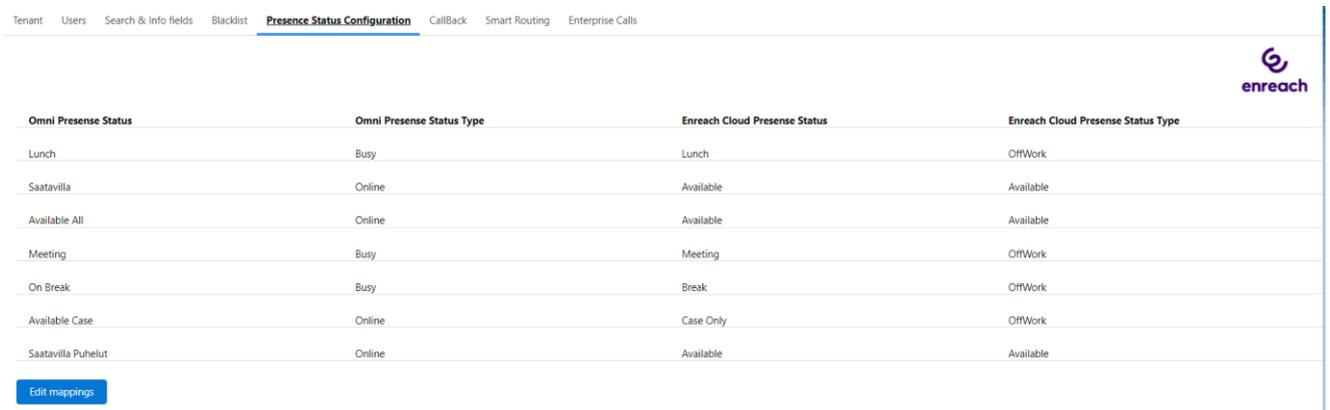 Tenant Users Search & Info fields Blacklist Presence Status Configuration CallBack Smart Routing Enterprise Calls
enreach
Omni Presense Status Omni Presense Status Type Enreach Cloud Presense Status Enreach Cloud Presense Status Type
Lunch Busy Lunch OffWork
Saatavilla Online Available Available
Available All Online Available Available
Meeting Busy Meeting OffWork
On Break Busy Break OffWork
Available Case Online Case Only OffWork
Saatavilla Puhelut Online Available Available
Edit mappings